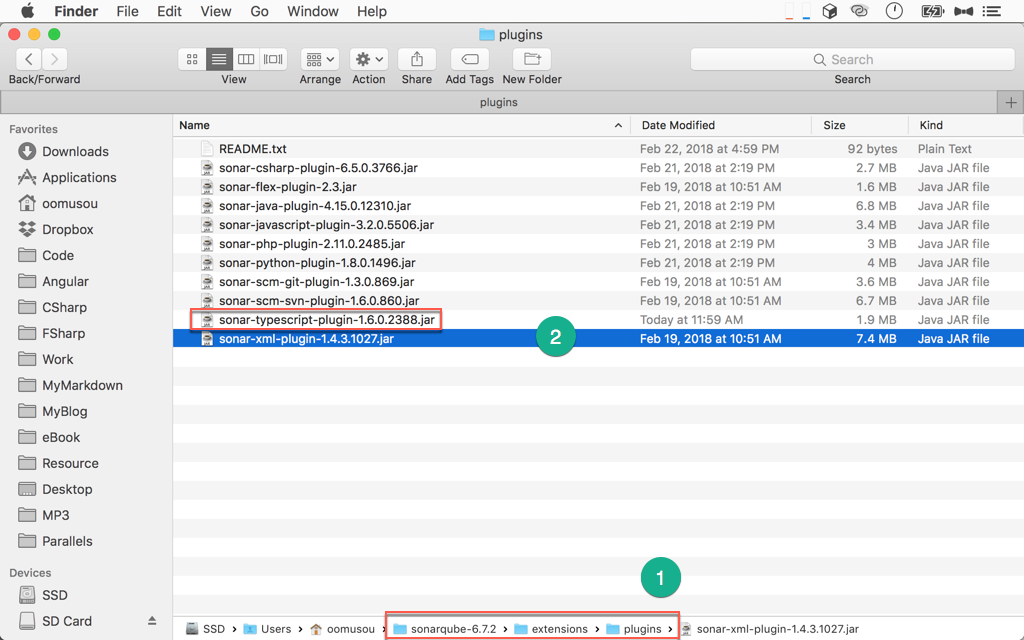 Finder File Edit View Go Window Help
plugins
Back/Forward View Arrange Action Share Add Tags New Folder Search
Search
plugins
Favorites
Downloads
Applications
oomusou
Dropbox
Code
Angular
CSharp
FSharp
Work
MyMarkdown
MyBlog
eBook
Resource
Desktop
MP3
Parallels
Devices
SSD
SD Card
Name Date Modified Size Kind
README.txt Feb 22, 2018 at 4:59 PM 92 bytes Plain Text
sonar-csharp-plugin-6.5.0.3766.jar Feb 21, 2018 at 2:19 PM 2.7 MB Java JAR file
sonar-flex-plugin-2.3.jar Feb 19, 2018 at 10:51 AM 1.6 MB Java JAR file
sonar-java-plugin-4.15.0.12310.jar Feb 21, 2018 at 2:19 PM 6.8 MB Java JAR file
sonar-javascript-plugin-3.2.0.5506.jar Feb 21, 2018 at 2:19 PM 3.4 MB Java JAR file
sonar-php-plugin-2.11.0.2485.jar Feb 21, 2018 at 2:19 PM 3 MB Java JAR file
sonar-python-plugin-1.8.0.1496.jar Feb 21, 2018 at 2:19 PM 4 MB Java JAR file
sonar-scm-git-plugin-1.3.0.869.jar Feb 19, 2018 at 10:51 AM 3.6 MB Java JAR file
sonar-scm-svn-plugin-1.6.0.860.jar Feb 19, 2018 at 10:51 AM 6.7 MB Java JAR file
sonar-typescript-plugin-1.6.0.2388.jar Today at 11:59 AM 1.9 MB Java JAR file
sonar-xml-plugin-1.4.3.1027.jar Feb 19, 2018 at 10:51 AM 7.4 MB Java JAR file
2
1
SSD › Users › oomusou › sonarqube-6.7.2 › extensions › plugins › sonar-xml-plugin-1.4.3.1027.jar